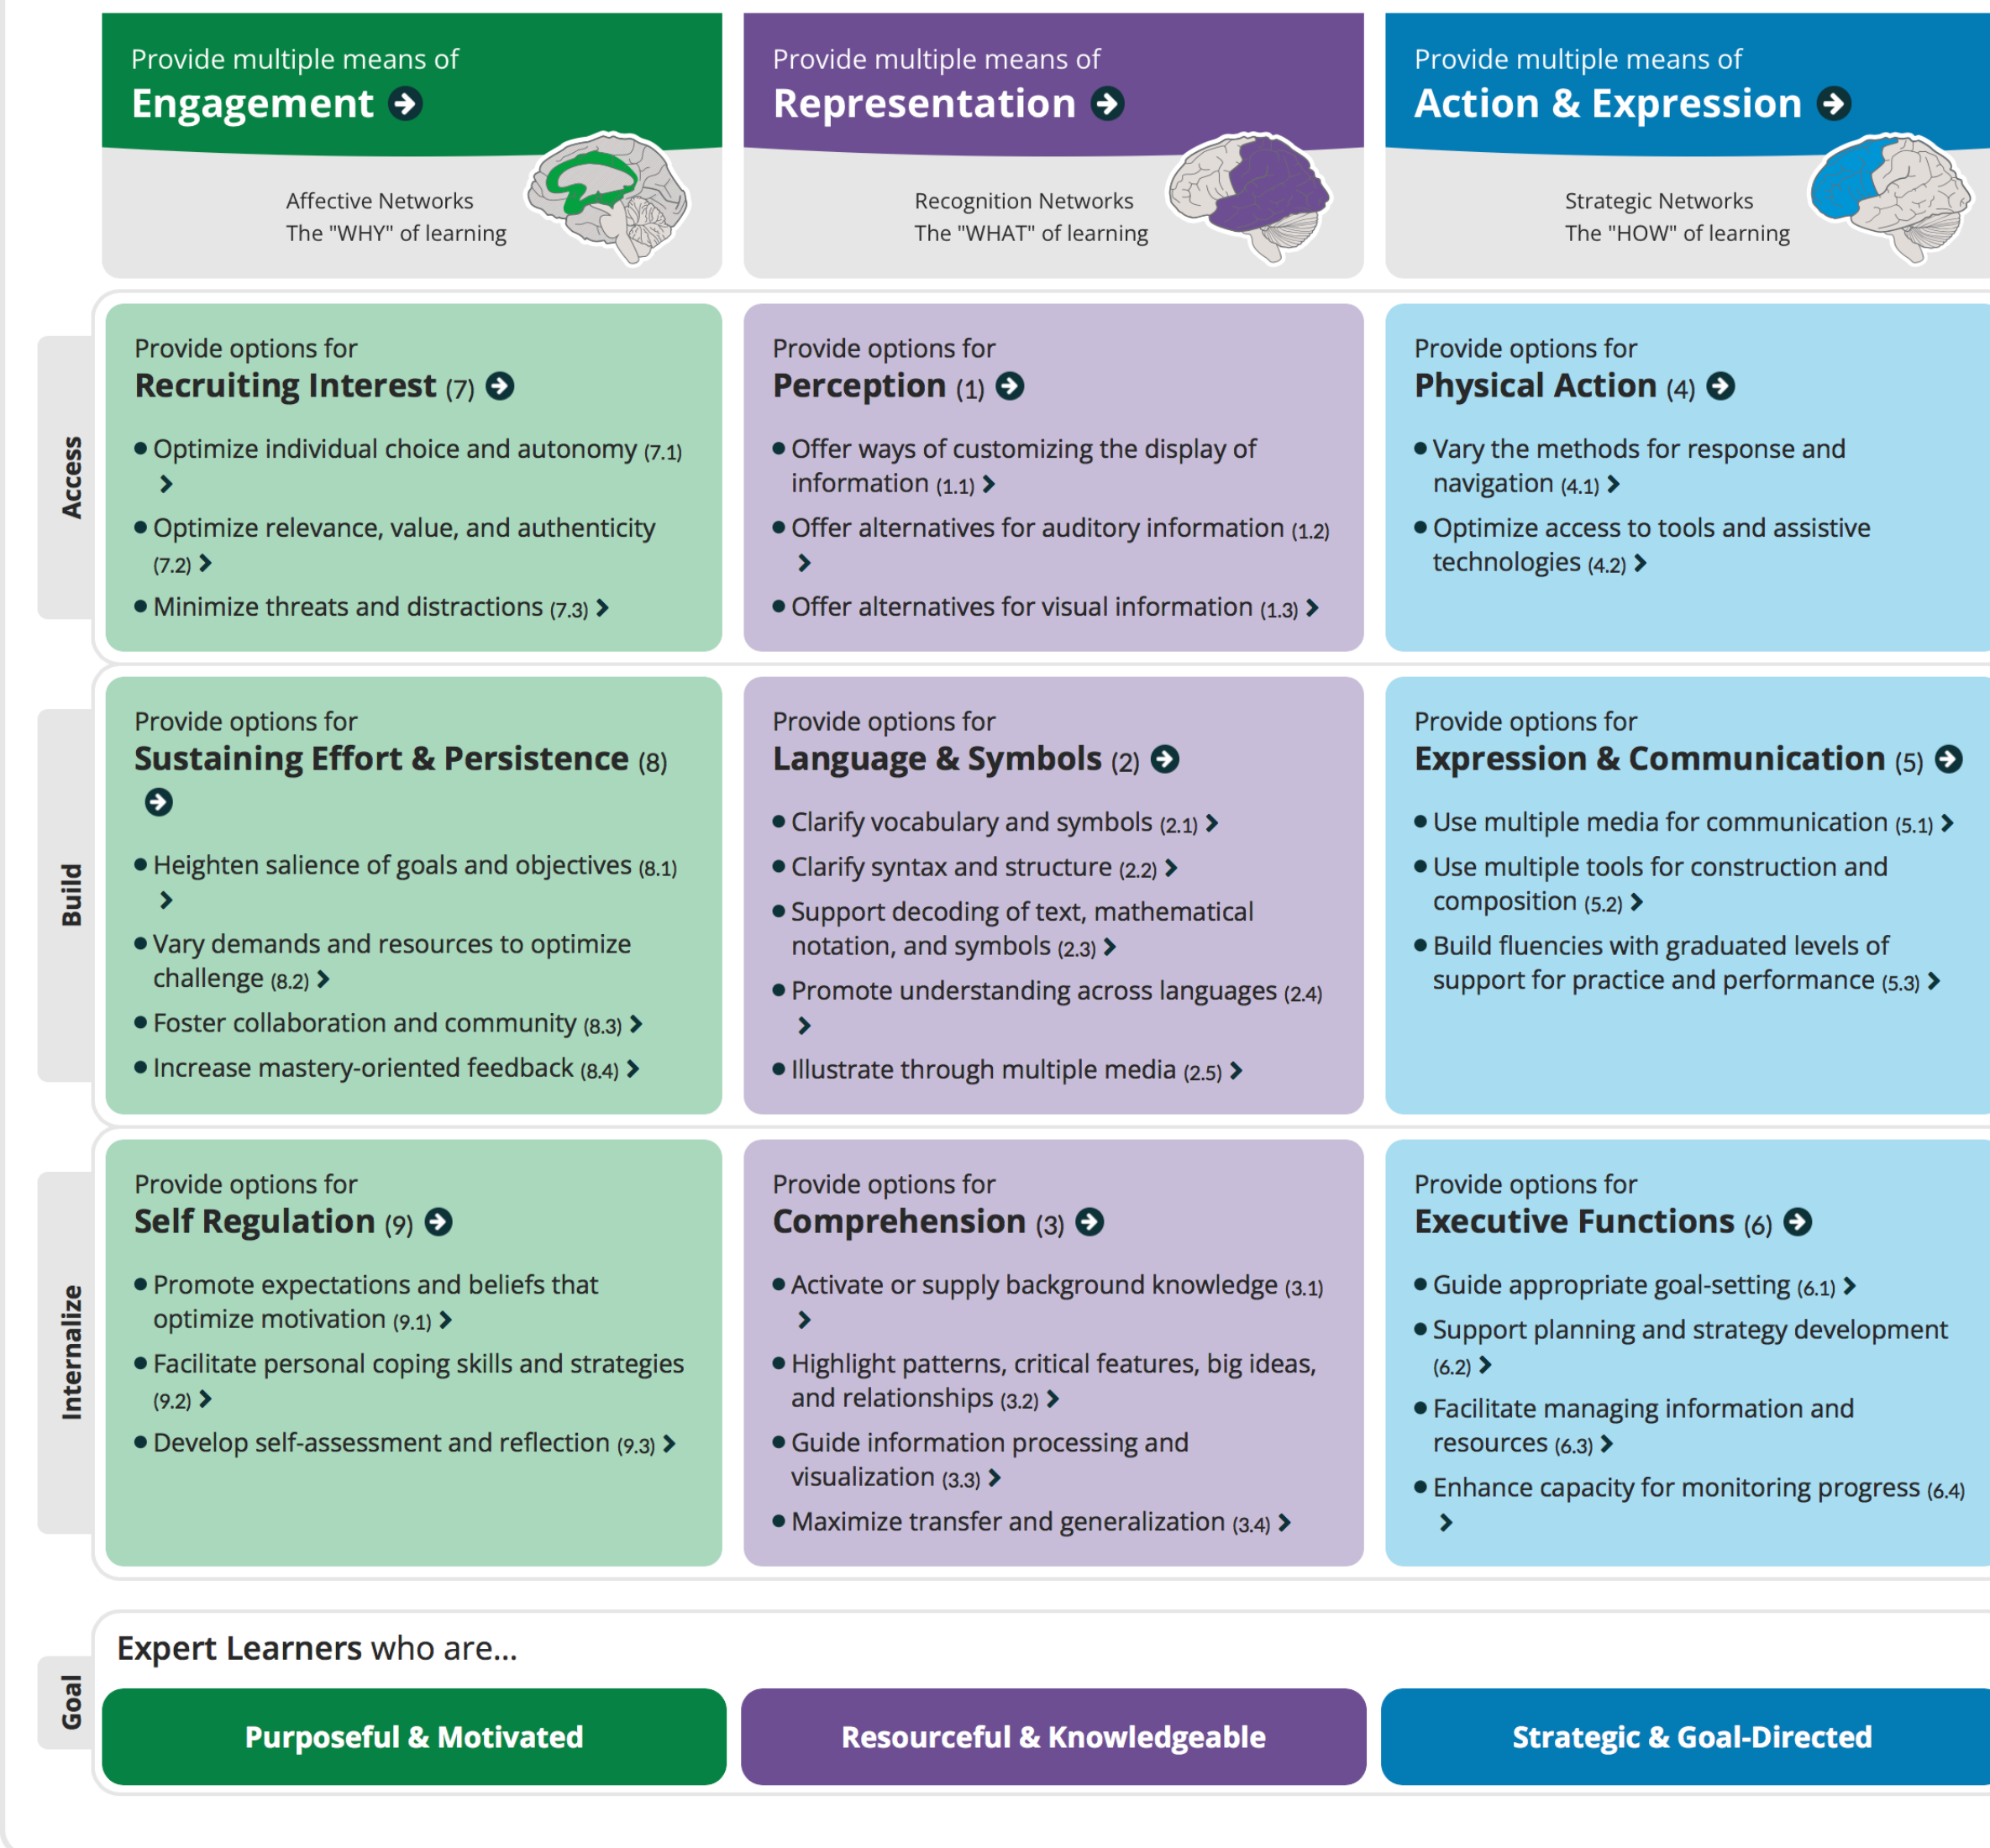 Provide multiple means of
Engagement
Affective Networks
The "WHY" of learning
Provide multiple means of
Representation
Recognition Networks
The "WHAT" of learning
Provide multiple means of
Action & Expression
Strategic Networks
The "HOW" of learning
Access
Provide options for
Recruiting Interest (7)
• Optimize individual choice and autonomy (7.1)
• Optimize relevance, value, and authenticity
(7.2)
• Minimize threats and distractions (7.3)
Provide options for
Perception (1)
• Offer ways of customizing the display of
information (1.1)
• Offer alternatives for auditory information (1.2)
• Offer alternatives for visual information (1.3)
Provide options for
Physical Action (4)
• Vary the methods for response and
navigation (4.1)
• Optimize access to tools and assistive
technologies (4.2)
Build
Provide options for
Sustaining Effort & Persistence (8)
• Heighten salience of goals and objectives (8.1)
• Vary demands and resources to optimize
challenge (8.2)
• Foster collaboration and community (8.3)
• Increase mastery-oriented feedback (8.4)
Provide options for
Language & Symbols (2)
• Clarify vocabulary and symbols (2.1)
• Clarify syntax and structure (2.2)
• Support decoding of text, mathematical
notation, and symbols (2.3)
• Promote understanding across languages (2.4)
• Illustrate through multiple media (2.5)
Provide options for
Expression & Communication (5)
• Use multiple media for communication (5.1)
• Use multiple tools for construction and
composition (5.2)
• Build fluencies with graduated levels of
support for practice and performance (5.3)
Internalize
Provide options for
Self Regulation (9)
• Promote expectations and beliefs that
optimize motivation (9.1)
• Facilitate personal coping skills and strategies
(9.2)
• Develop self-assessment and reflection (9.3)
Provide options for
Comprehension (3)
• Activate or supply background knowledge (3.1)
• Highlight patterns, critical features, big ideas,
and relationships (3.2)
• Guide information processing and
visualization (3.3)
• Maximize transfer and generalization (3.4)
Provide options for
Executive Functions (6)
• Guide appropriate goal-setting (6.1)
• Support planning and strategy development
(6.2)
• Facilitate managing information and
resources (6.3)
• Enhance capacity for monitoring progress (6.4)
Goal
Expert Learners who are...
Purposeful & Motivated
Resourceful & Knowledgeable
Strategic & Goal-Directed